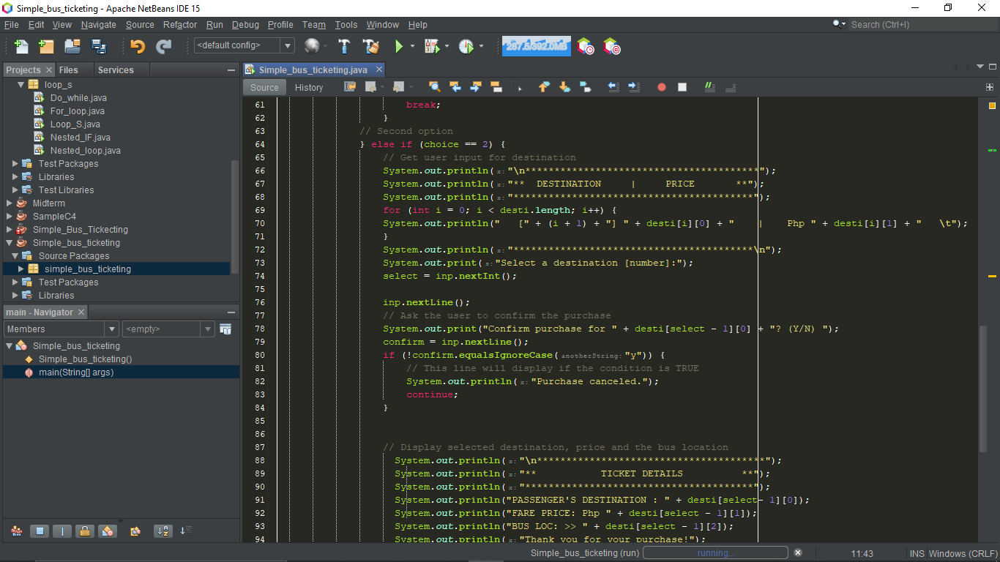 Simple_bus_ticketing - Apache NetBeans IDE 15
File Edit View Navigate Source Refactor Run Debug Profile Team Tools Window Help
Search (Ctrl+I)
<default config>
287.5/392.0MB
Projects
Files
Services
loop_s
Do_while.java
For_loop.java
Loop_S.java
Nested_IF.java
Nested_loop.java
Test Packages
Libraries
Test Libraries
Midterm
SampleC4
Simple_Bus_Tickecting
Simple_bus_ticketing
Source Packages
simple_bus_ticketing
Test Packages
Libraries
main - Navigator
Members
<empty>
Simple_bus_ticketing
Simple_bus_ticketing()
main(String[] args)
Simple_bus_ticketing.java
Source History
61 break;
62 }
63 // Second option
64 } else if (choice == 2) {
65 // Get user input for destination
66 System.out.println( x: "\n****************************************");
67 System.out.println( x: "**  DESTINATION     |     PRICE       **");
68 System.out.println( x: "*****************************************");
69 for (int i = 0; i < desti.length; i++) {
70 System.out.println("   [" + (i + 1) + "] " + desti[i][0] + "    |    Php " + desti[i][1] + "   \t");
71 }
72 System.out.println( x: "*****************************************\n");
73 System.out.print( s: "Select a destination [number]:");
74 select = inp.nextInt();
75
76 inp.nextLine();
77 // Ask the user to confirm the purchase
78 System.out.print("Confirm purchase for " + desti[select - 1][0] + "? (Y/N) ");
79 confirm = inp.nextLine();
80 if (!confirm.equalsIgnoreCase( anotherString: "y")) {
81 // This line will display if the condition is TRUE
82 System.out.println( x: "Purchase canceled.");
83 continue;
84 }
85
86
87 // Display selected destination, price and the bus location
88 System.out.println( x: "\n***************************************");
89 System.out.println( x: "**           TICKET DETAILS          **");
90 System.out.println( x: "***************************************");
91 System.out.println("PASSENGER'S DESTINATION : " + desti[select- 1][0]);
92 System.out.println("FARE PRICE: Php " + desti[select - 1][1]);
93 System.out.println("BUS LOC: >> " + desti[select - 1][2]);
94 System.out.println( x: "Thank you for your purchase!");
Simple_bus_ticketing (run) running... 11:43 INS Windows (CRLF)